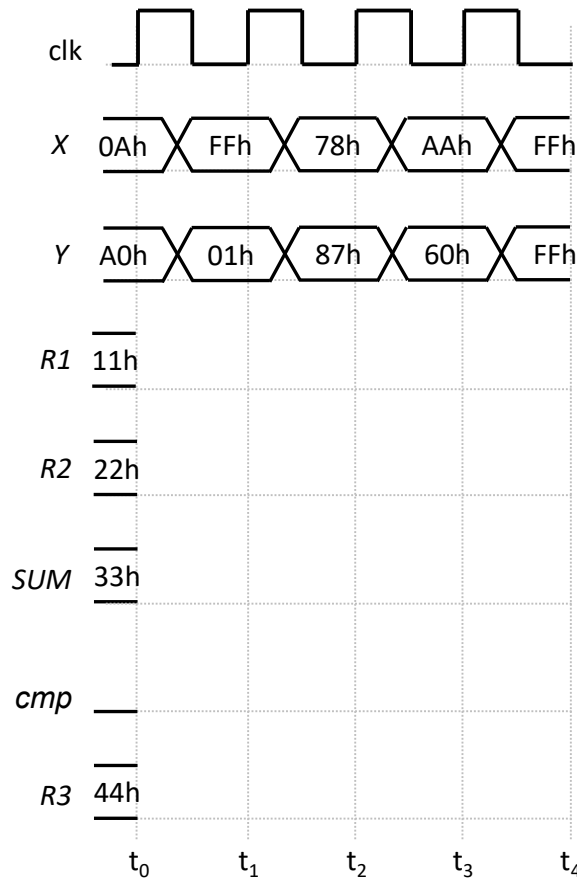 clk
X 0Ah FFh 78h AAh FFh
Y A0h 01h 87h 60h FFh
R1 11h
R2 22h
SUM 33h
cmp
R3 44h
t0 t1 t2 t3 t4